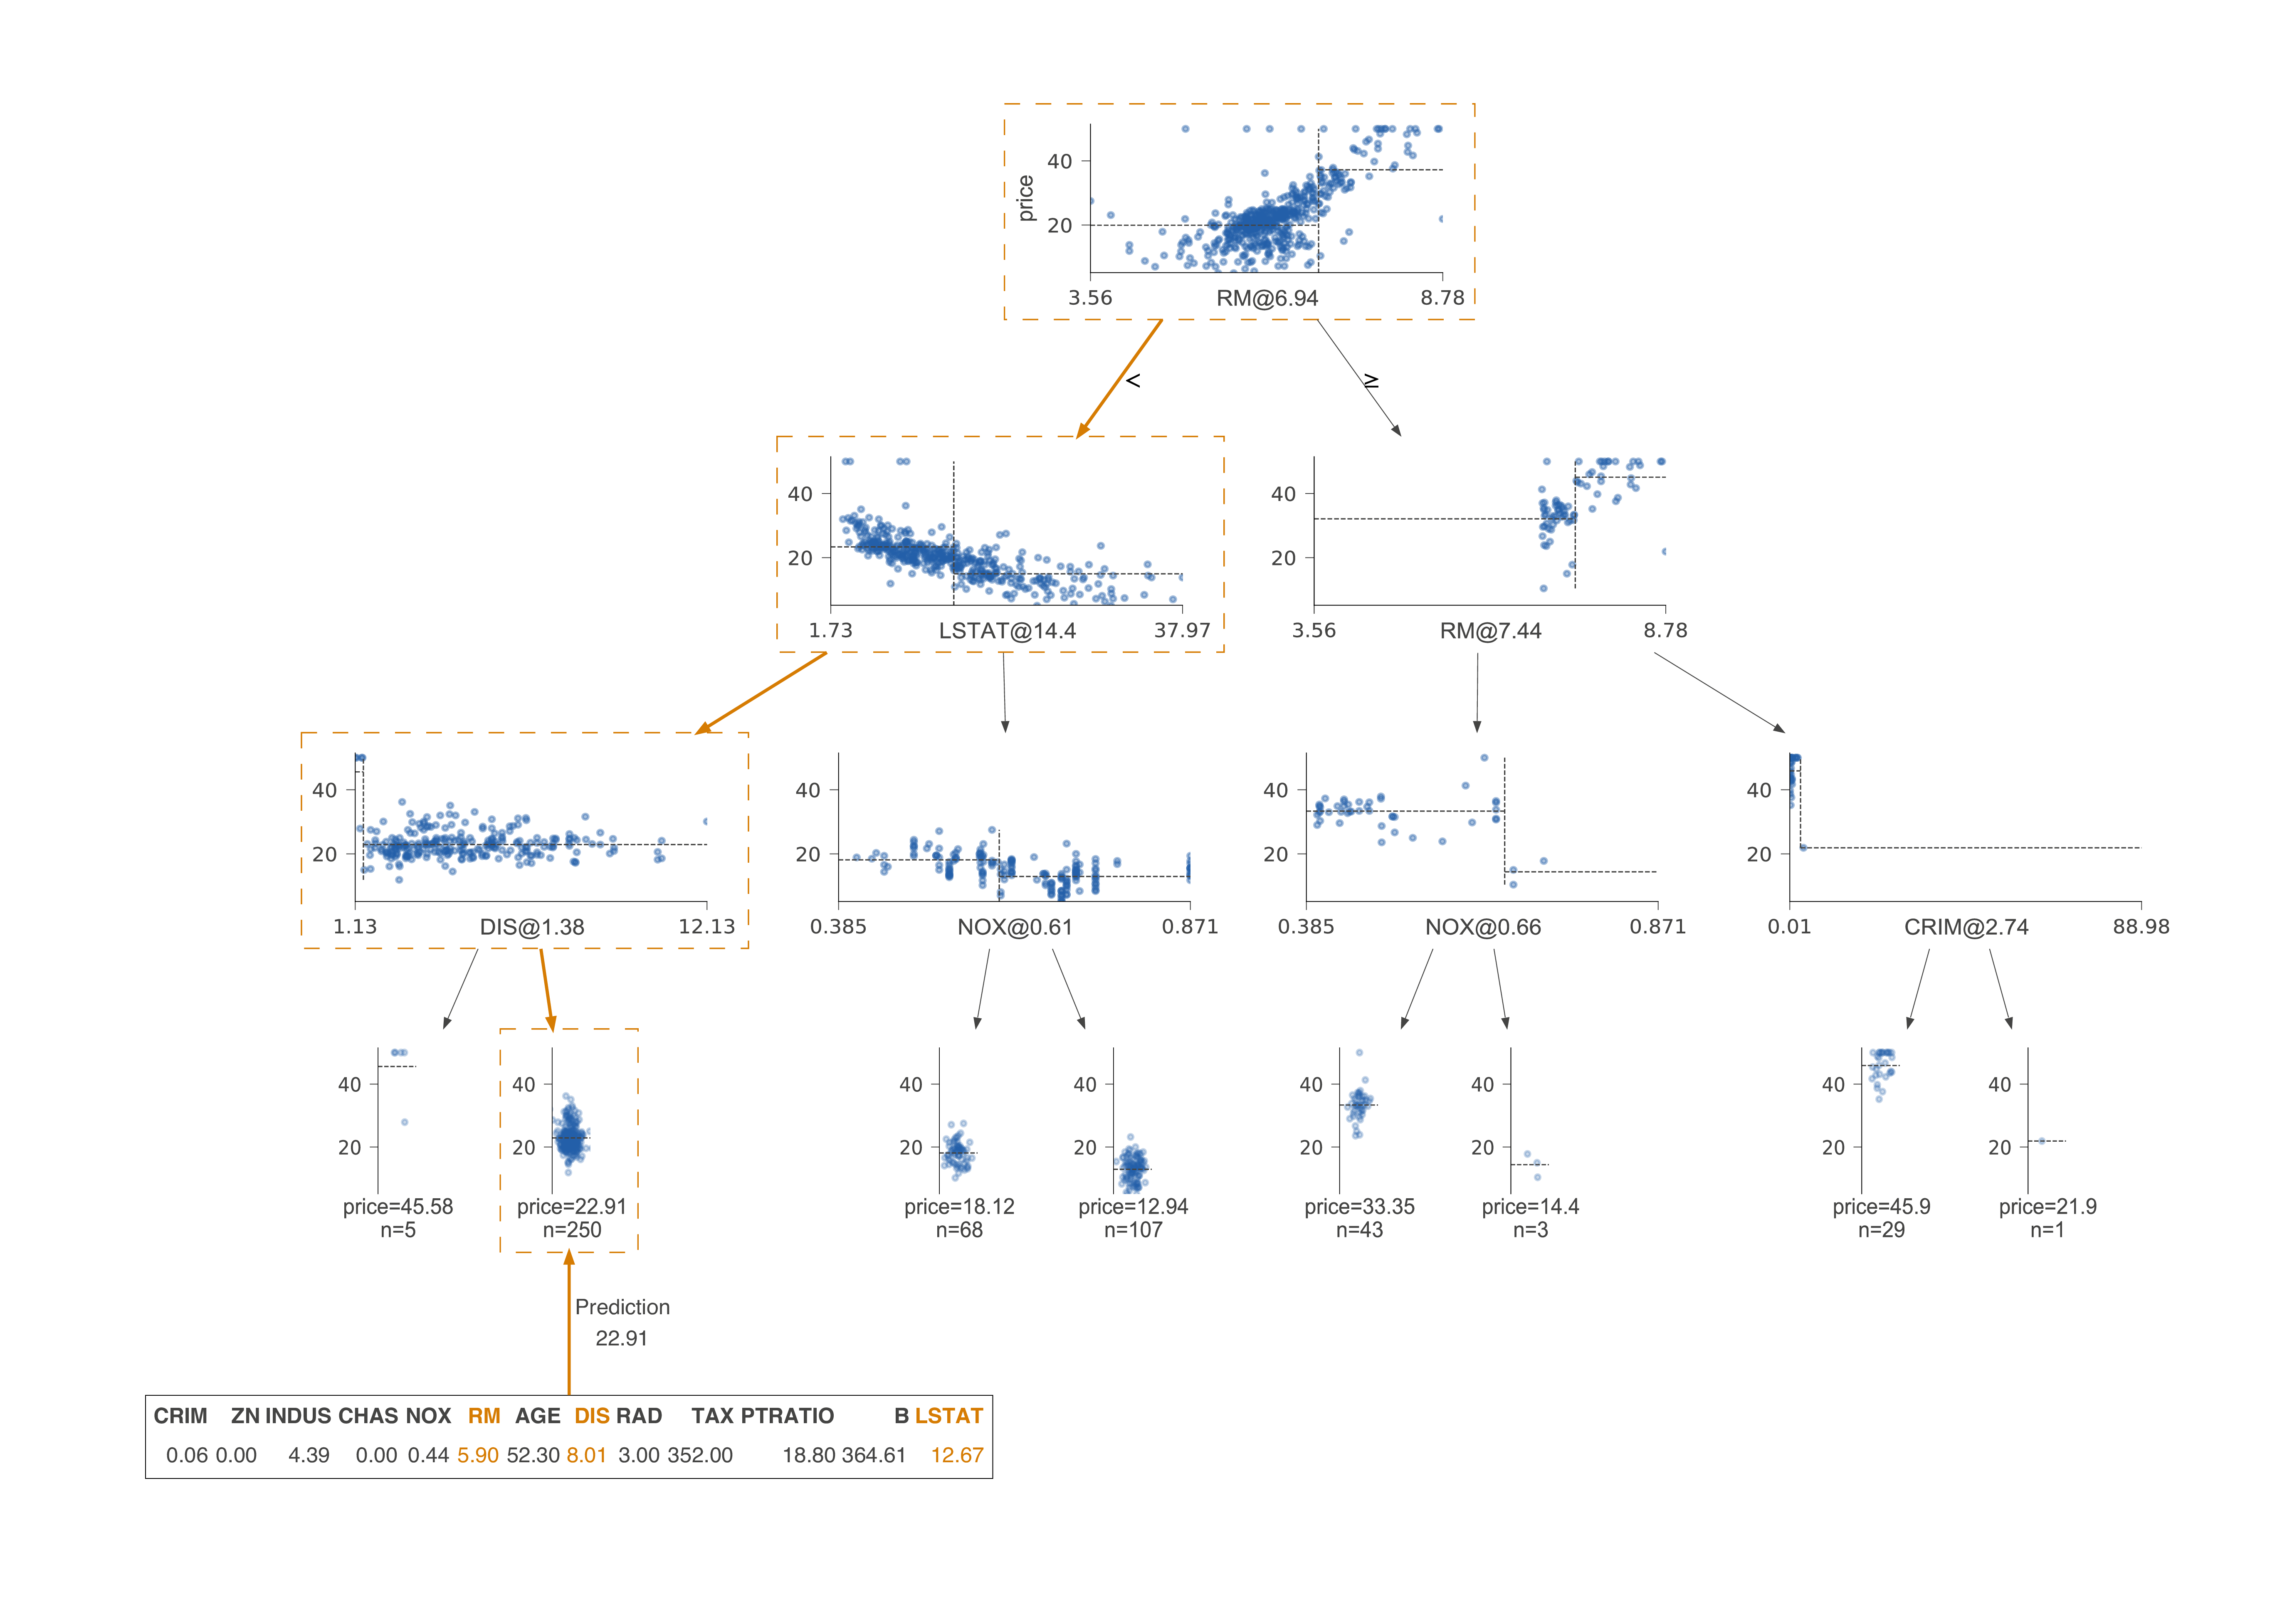 price
40
20
3.56 RM@6.94 8.78
< ≥
40
20
1.73 LSTAT@14.4 37.97
40
20
3.56 RM@7.44 8.78
40
20
1.13 DIS@1.38 12.13
40
20
0.385 NOX@0.61 0.871
40
20
0.385 NOX@0.66 0.871
40
20
0.01 CRIM@2.74 88.98
40
20
price=45.58
n=5
40
20
price=22.91
n=250
40
20
price=18.12
n=68
40
20
price=12.94
n=107
40
20
price=33.35
n=43
40
20
price=14.4
n=3
40
20
price=45.9
n=29
40
20
price=21.9
n=1
Prediction
22.91
CRIM ZN INDUS CHAS NOX RM AGE DIS RAD TAX PTRATIO B LSTAT
0.06 0.00 4.39 0.00 0.44 5.90 52.30 8.01 3.00 352.00 18.80 364.61 12.67